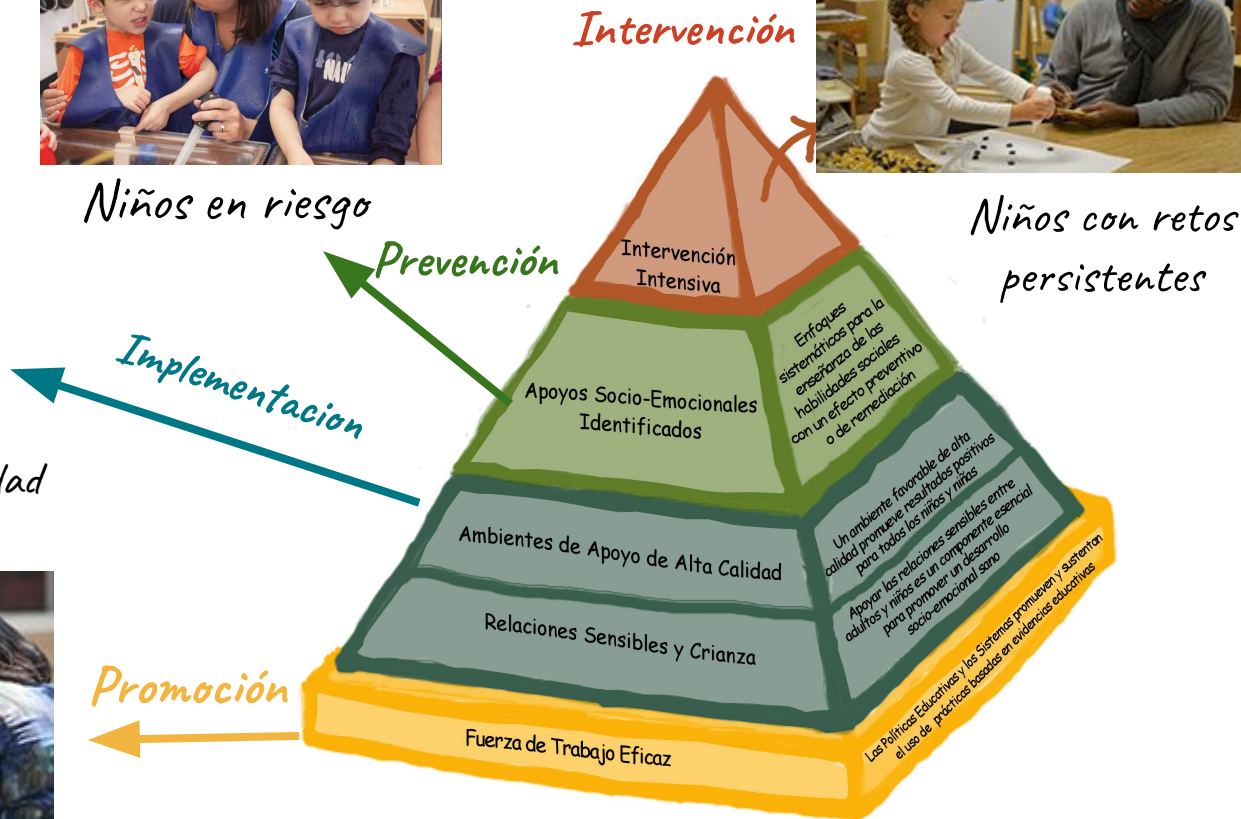 Intervención
Niños en riesgo
Niños con retos
persistentes
Prevención
Intervención
Intensiva
Enfoques
sistemáticos para la
enseñanza de las
habilidades sociales
con un efecto preventivo
o de remediación
Implementacion
Apoyos Socio-Emocionales
Identificados
Un ambiente favorable de alta
calidad promueve resultados positivos
para todos los niños y niñas
Ambientes de Apoyo de Alta Calidad
Apoyar las relaciones sensibles entre
adultos y niños es un componente esencial
para promover un desarrollo
socio-emocional sano
Relaciones Sensibles y Crianza
Promoción
Fuerza de Trabajo Eficaz
Las Políticas Educativas y los Sistemas promueven y sustentan
el uso de prácticas basadas en evidencias educativas